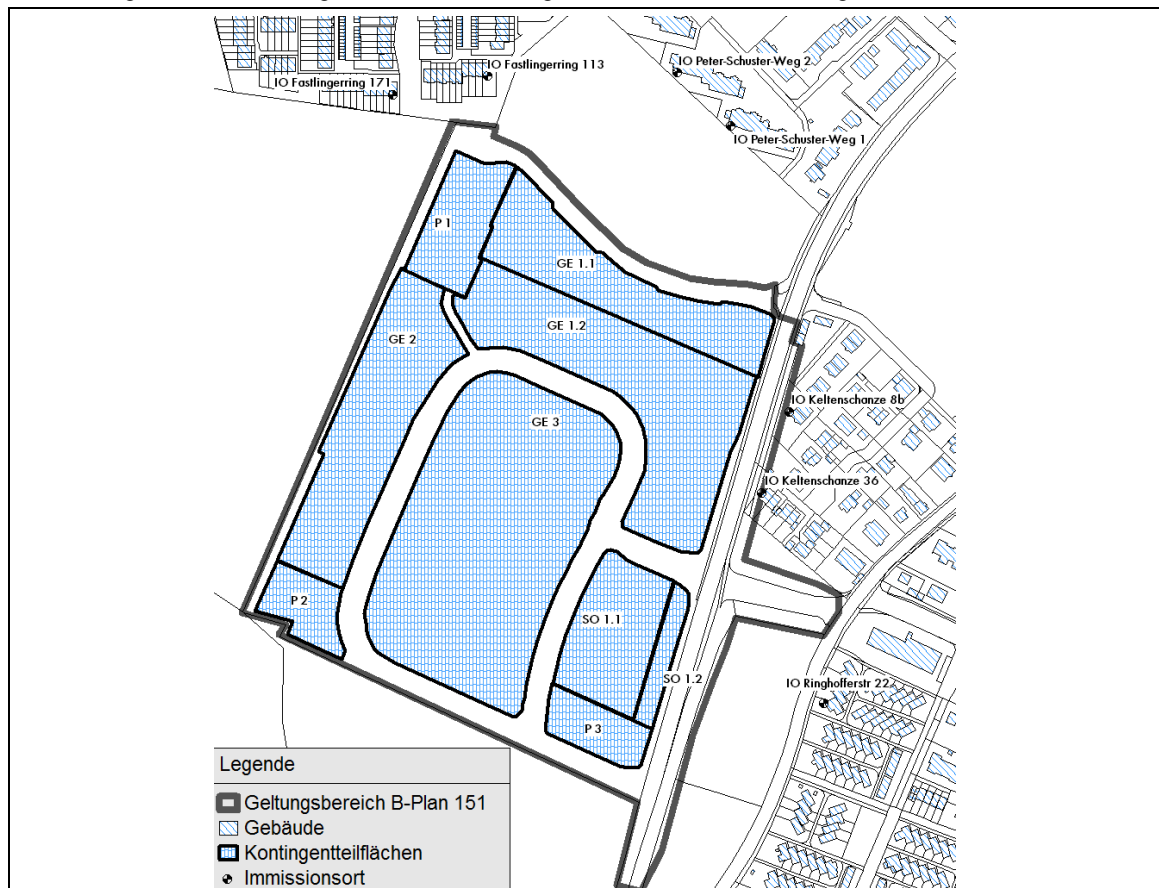 IO Fastlingerring 113
IO Peter-Schuster-Weg 2
IO Fastlingerring 171
IO Peter-Schuster-Weg 1
P 1
GE 1.1
GE 1.2
GE 2
IO Keltenschanze 8b
GE 3
IO Keltenschanze 36
P 2
SO 1.1
SO 1.2
IO Ringhofferstr 22
P 3
Legende
Geltungsbereich B-Plan 151
Gebäude
Kontingentteilflächen
Immissionsort